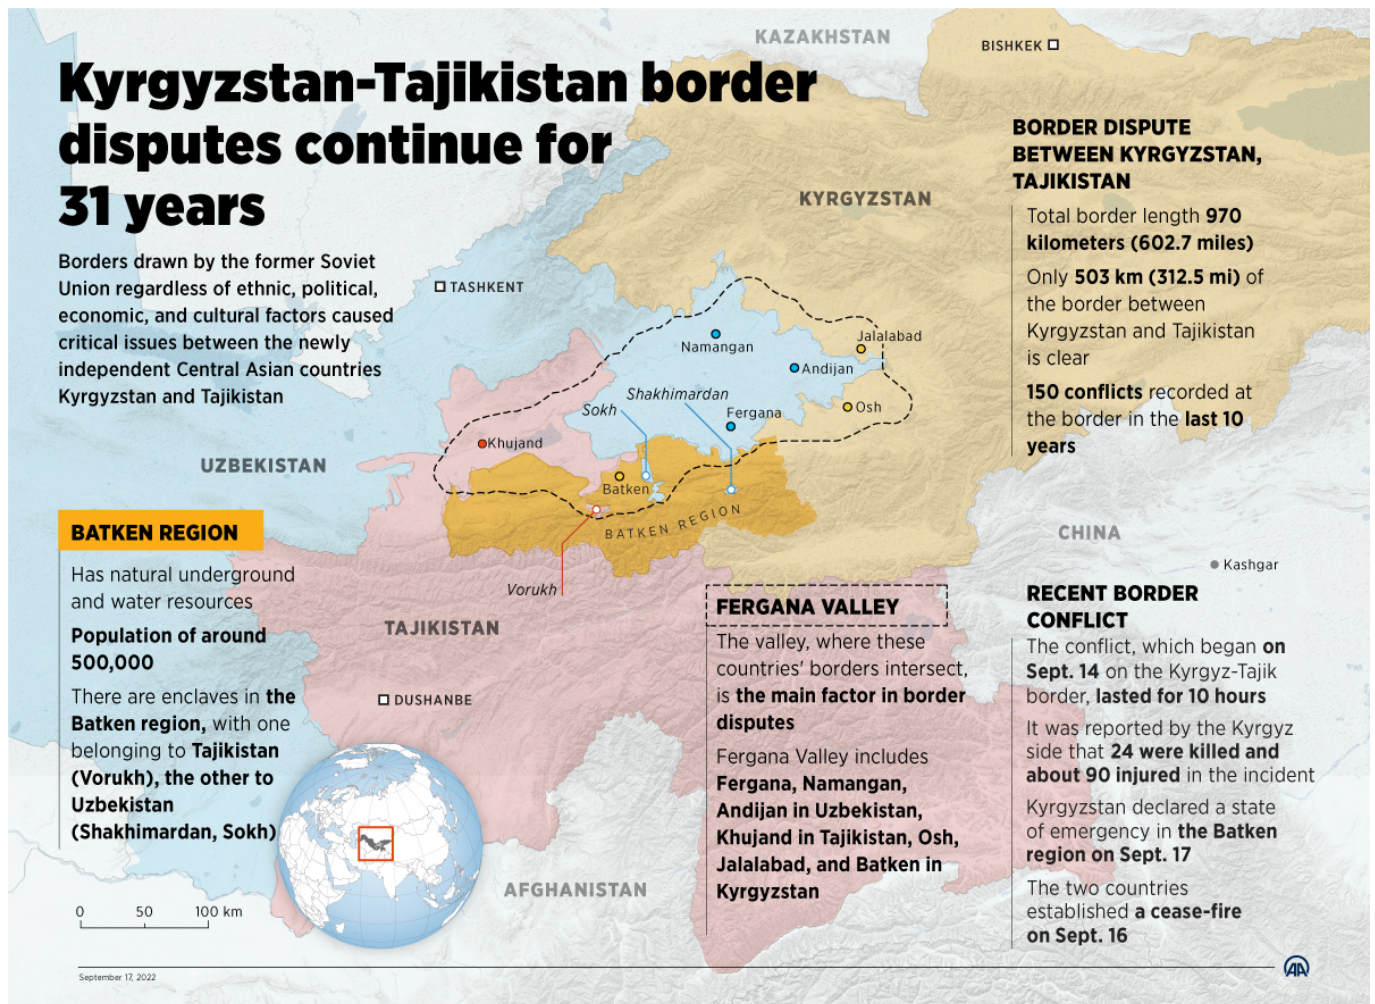 Kyrgyzstan-Tajikistan border
disputes continue for
31 years
Borders drawn by the former Soviet
Union regardless of ethnic, political,
economic, and cultural factors caused
critical issues between the newly
independent Central Asian countries
Kyrgyzstan and Tajikistan
KAZAKHSTAN
BISHKEK
KYRGYZSTAN
TASHKENT
Namangan
Jalalabad
Andijan
Shakhimardan
Sokh
Fergana
Osh
Khujand
UZBEKISTAN
Batken
BATKEN REGION
Vorukh
TAJIKISTAN
DUSHANBE
AFGHANISTAN
CHINA
Kashgar
BORDER DISPUTE
BETWEEN KYRGYZSTAN,
TAJIKISTAN
Total border length 970
kilometers (602.7 miles)
Only 503 km (312.5 mi) of
the border between
Kyrgyzstan and Tajikistan
is clear
150 conflicts recorded at
the border in the last 10
years
BATKEN REGION
Has natural underground
and water resources
Population of around
500,000
There are enclaves in the
Batken region, with one
belonging to Tajikistan
(Vorukh), the other to
Uzbekistan
(Shakhimardan, Sokh)
FERGANA VALLEY
The valley, where these
countries' borders intersect,
is the main factor in border
disputes
Fergana Valley includes
Fergana, Namangan,
Andijan in Uzbekistan,
Khujand in Tajikistan, Osh,
Jalalabad, and Batken in
Kyrgyzstan
RECENT BORDER
CONFLICT
The conflict, which began on
Sept. 14 on the Kyrgyz-Tajik
border, lasted for 10 hours
It was reported by the Kyrgyz
side that 24 were killed and
about 90 injured in the incident
Kyrgyzstan declared a state
of emergency in the Batken
region on Sept. 17
The two countries
established a cease-fire
on Sept. 16
0 50 100 km
September 17, 2022
AA